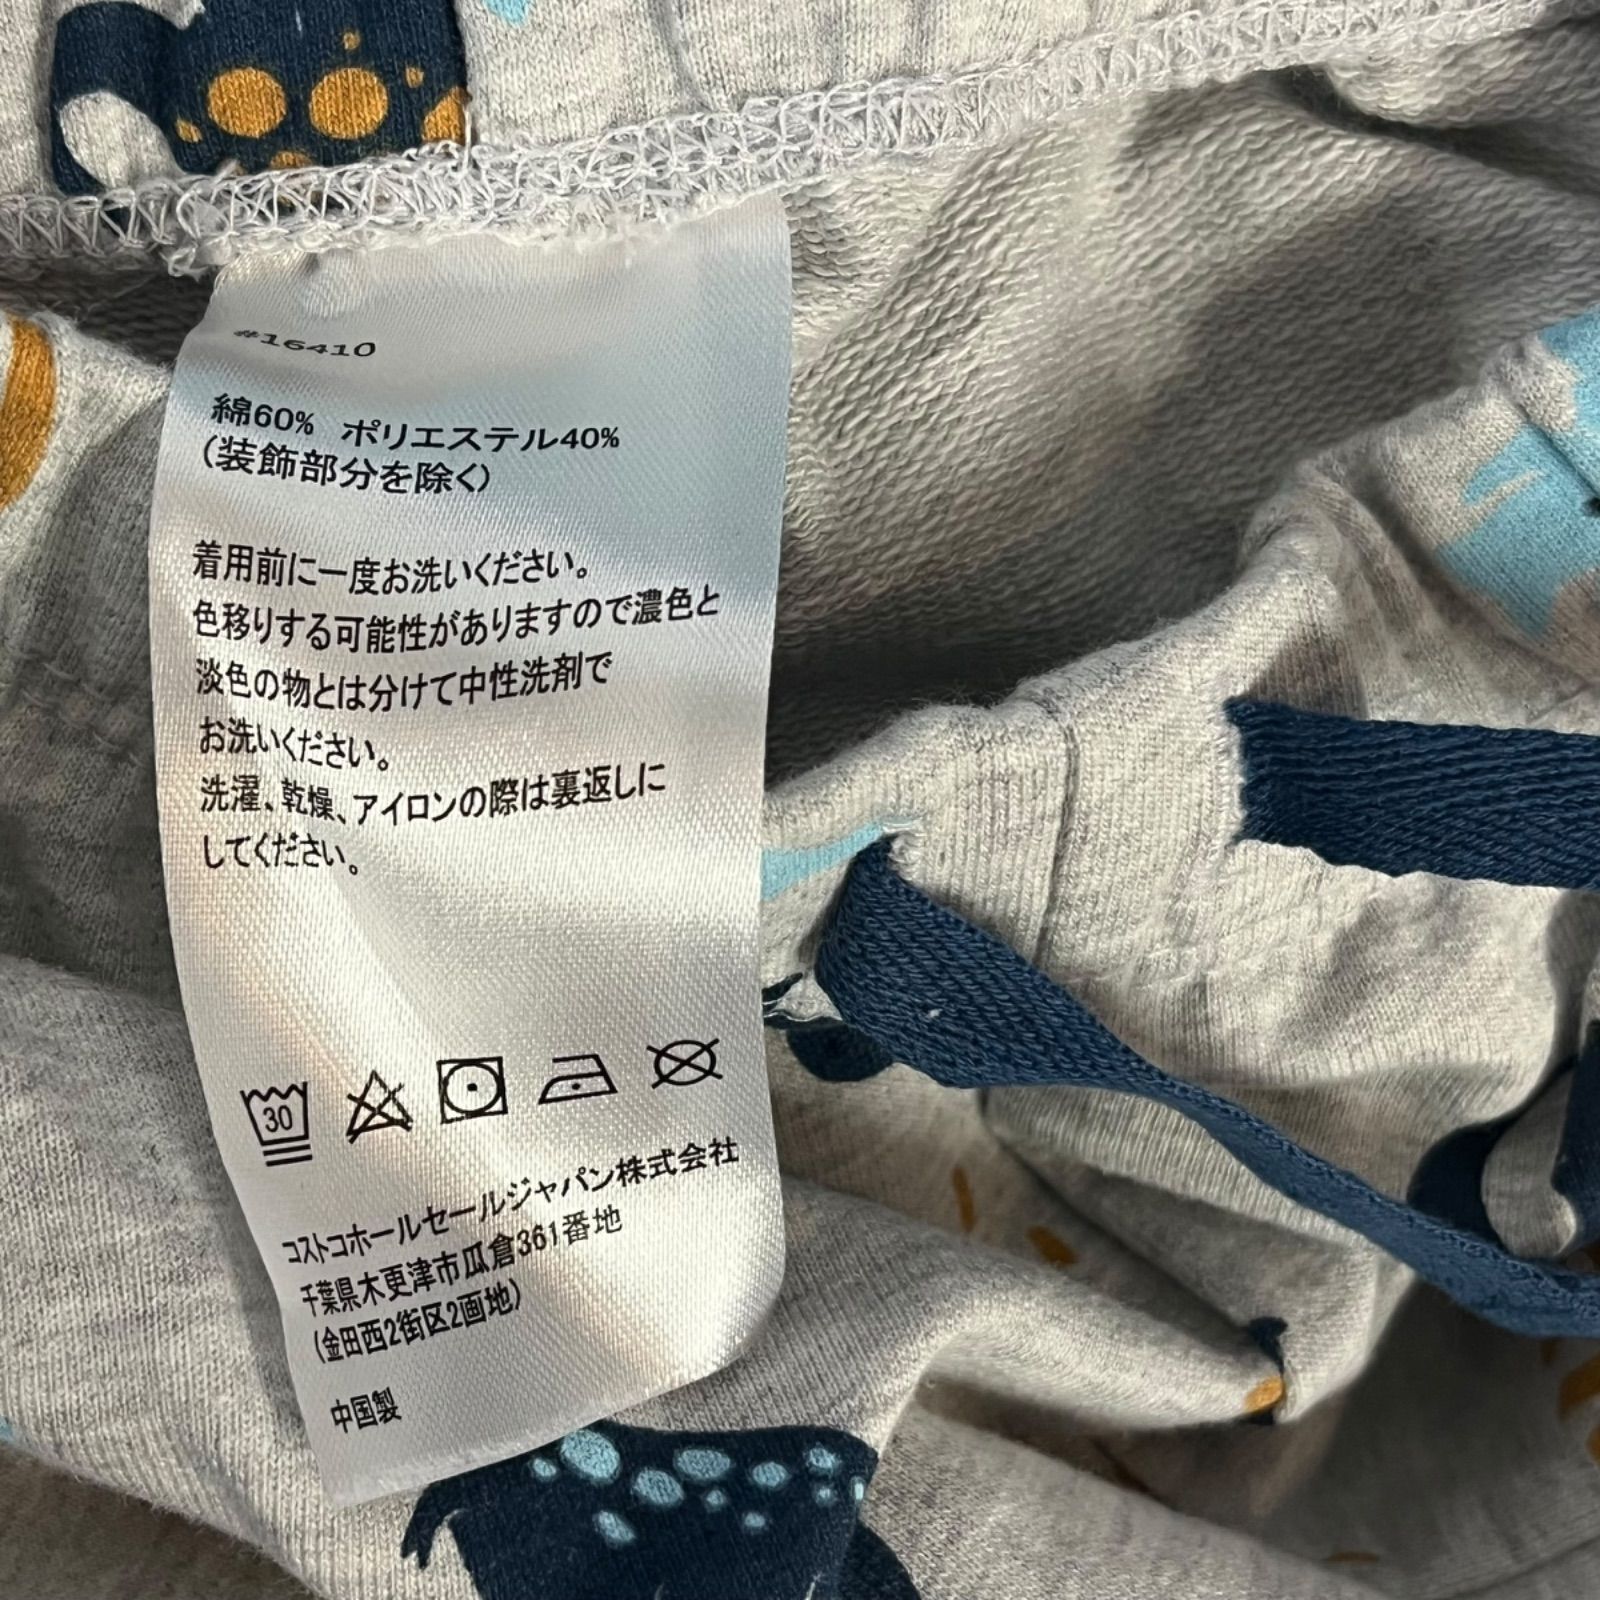 #16410
綿60% ポリエステル40%
(装飾部分を除く)
着用前に一度お洗いください。
色移りする可能性がありますので濃色と
淡色の物とは分けて中性洗剤で
お洗いください。
洗濯、乾燥、アイロンの際は裏返しに
してください。
30
コストコホールセールジャパン株式会社
千葉県木更津市瓜倉361番地
(金田西2街区2画地)
中国製